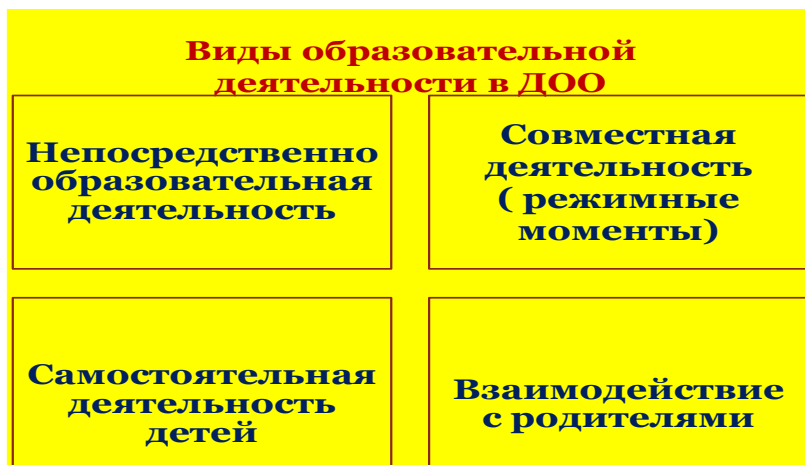 Виды образовательной
деятельности в ДОО
Непосредственно
образовательная
деятельность
Совместная
деятельность
( режимные
моменты)
Самостоятельная
деятельность
детей
Взаимодействие
с родителями